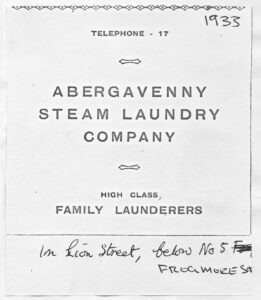 1933
TELEPHONE - 17
ABERGAVENNY
STEAM LAUNDRY
COMPANY
HIGH CLASS,
FAMILY LAUNDERERS
In Lion Street, below No 5
FROGMORE St